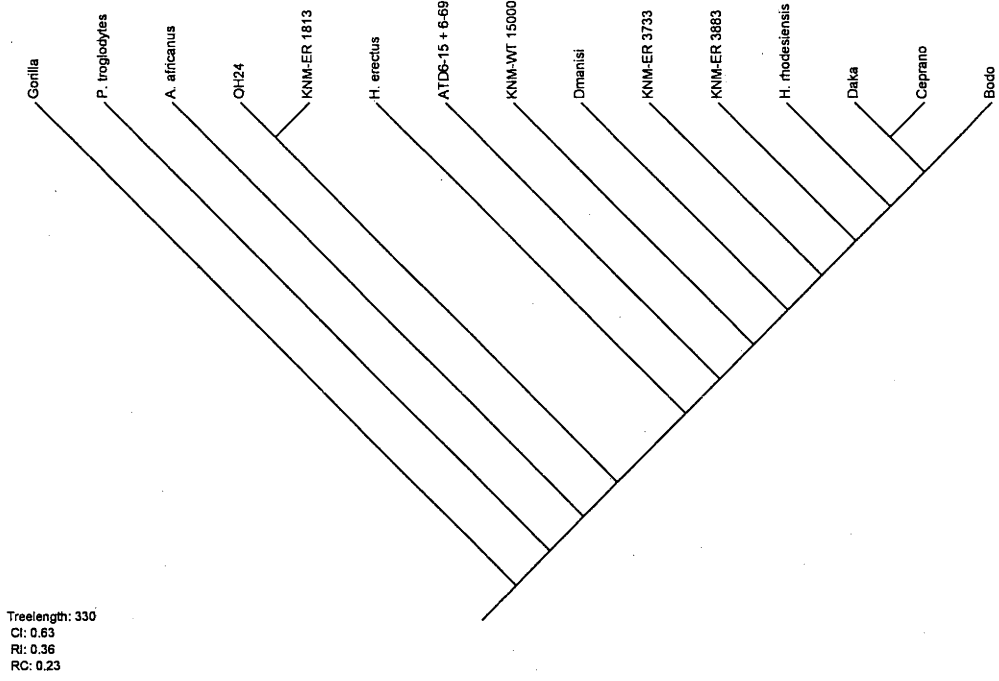 Gorilla
P. troglodytes
A. africanus
OH24
KNM-ER 1813
H. erectus
ATD6-15 + 6-69
KNM-WT 15000
Dmanisi
KNM-ER 3733
KNM-ER 3883
H. rhodesiensis
Daka
Ceprano
Bodo
Treelength: 330
CI: 0.63
RI: 0.36
RC: 0.23